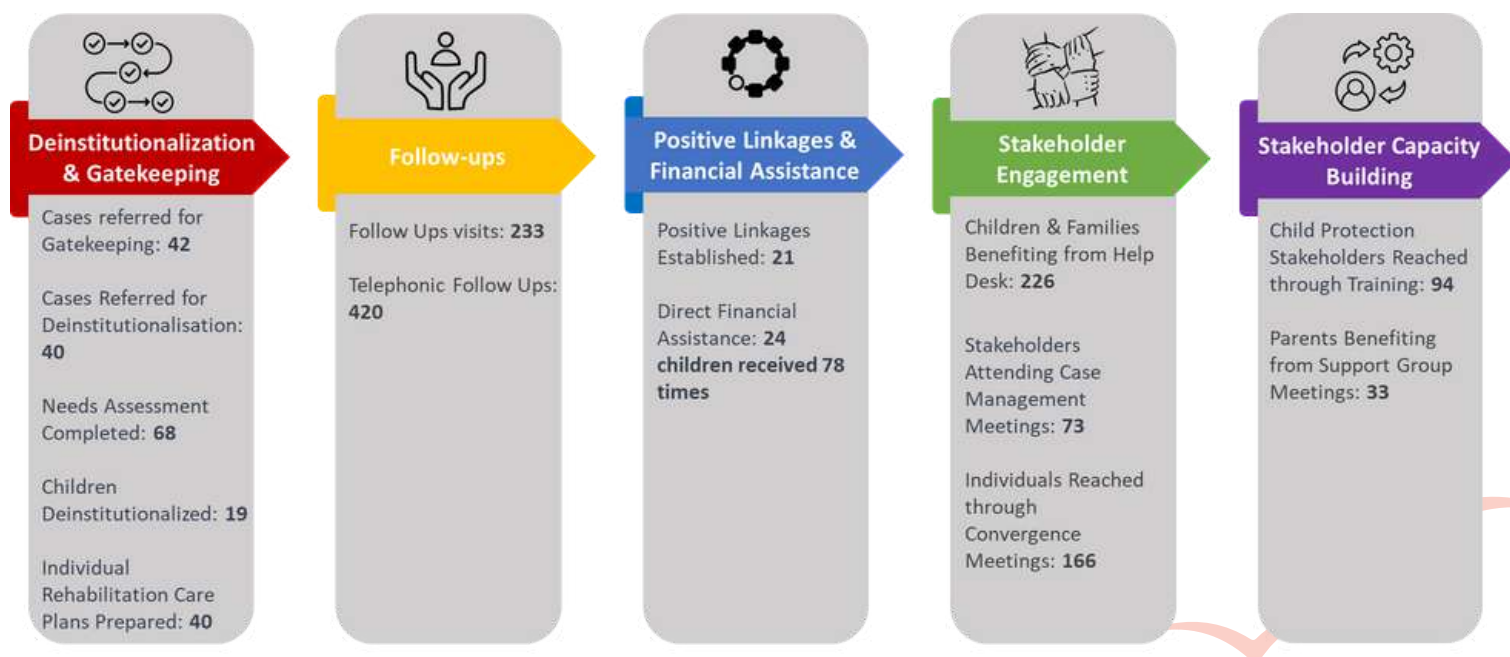 Deinstitutionalization
& Gatekeeping
Cases referred for
Gatekeeping: 42
Cases Referred for
Deinstitutionalisation:
40
Needs Assessment
Completed: 68
Children
Deinstitutionalized: 19
Individual
Rehabilitation Care
Plans Prepared: 40
Follow-ups
Follow Ups visits: 233
Telephonic Follow Ups:
420
Positive Linkages &
Financial Assistance
Positive Linkages
Established: 21
Direct Financial
Assistance: 24
children received 78
times
Stakeholder
Engagement
Children & Families
Benefiting from Help
Desk: 226
Stakeholders
Attending Case
Management
Meetings: 73
Individuals Reached
through
Convergence
Meetings: 166
Stakeholder Capacity
Building
Child Protection
Stakeholders Reached
through Training: 94
Parents Benefiting
from Support Group
Meetings: 33